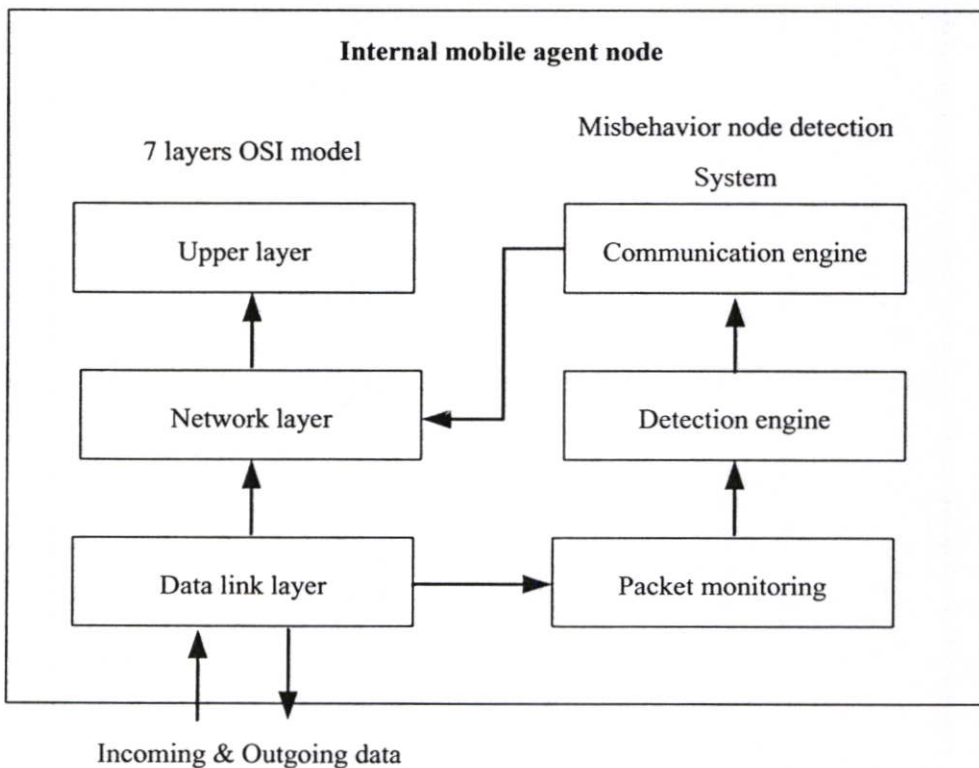 Internal mobile agent node
7 layers OSI model
Misbehavior node detection
System
Upper layer
Communication engine
Network layer
Detection engine
Data link layer
Packet monitoring
Incoming & Outgoing data